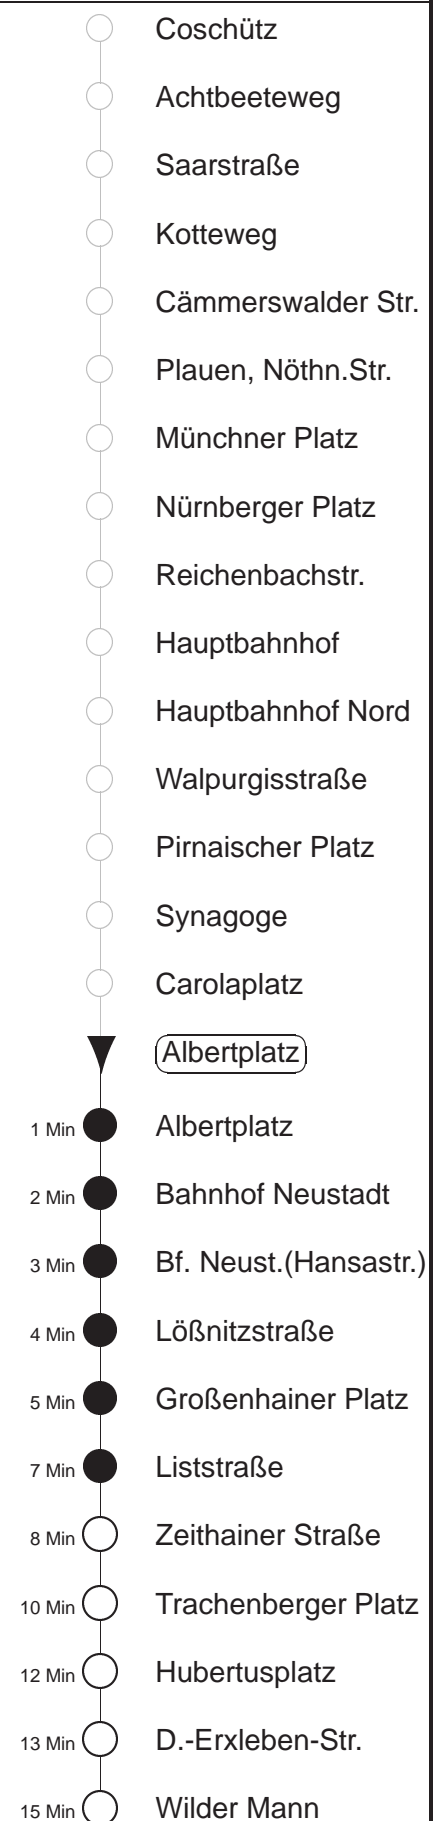 Coschütz
Achtbeeteweg
Saarstraße
Kotteweg
Cämmerswalder Str.
Plauen, Nöthn.Str.
Münchner Platz
Nürnberger Platz
Reichenbachstr.
Hauptbahnhof
Hauptbahnhof Nord
Walpurgisstraße
Pirnaischer Platz
Synagoge
Carolaplatz
Albertplatz
1 Min Albertplatz
2 Min Bahnhof Neustadt
3 Min Bf. Neust.(Hansastr.)
4 Min Lößnitzstraße
5 Min Großenhainer Platz
7 Min Liststraße
8 Min Zeithainer Straße
10 Min Trachenberger Platz
12 Min Hubertusplatz
13 Min D.-Erxleben-Str.
15 Min Wilder Mann